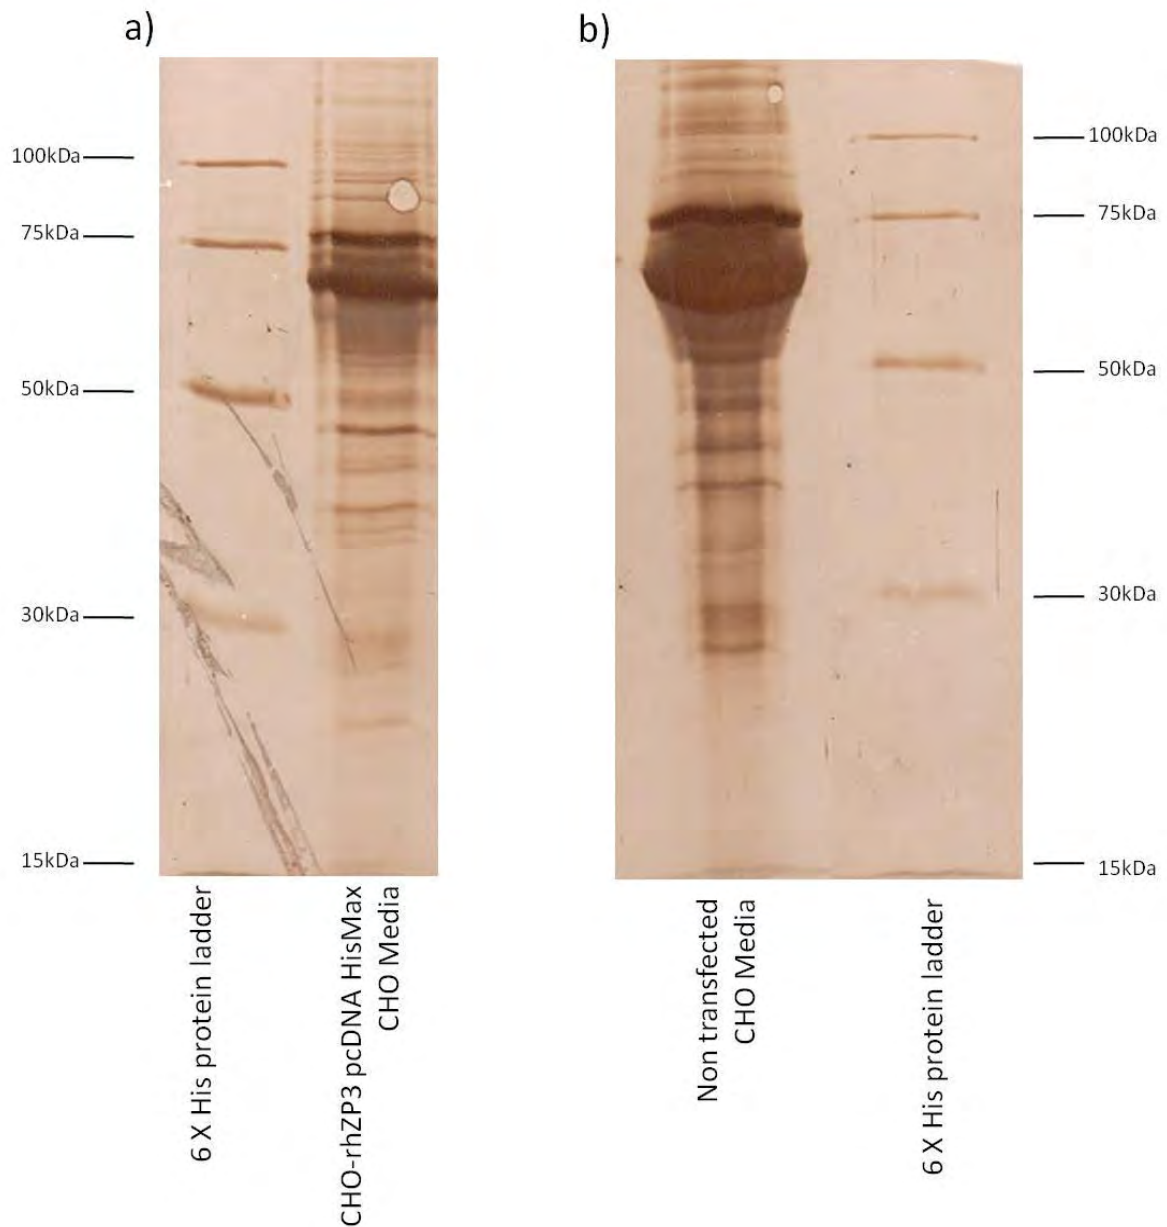 a)
100kDa
75kDa
50kDa
30kDa
15kDa
6 X His protein ladder
CHO-rhZP3 pcDNA HisMax
CHO Media
b)
100kDa
75kDa
50kDa
30kDa
15kDa
Non transfected
CHO Media
6 X His protein ladder